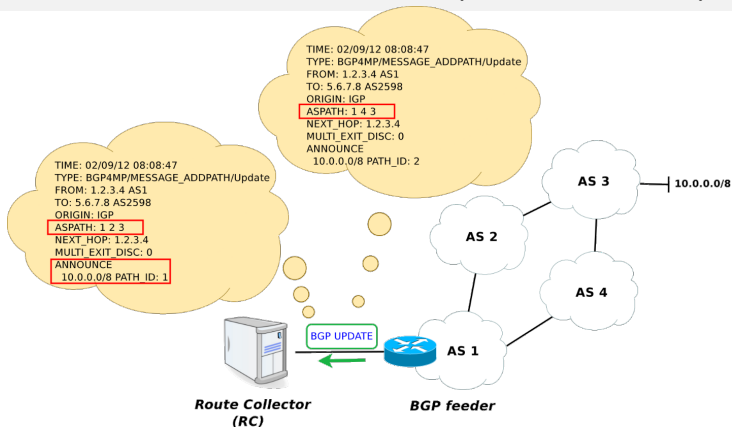 TIME: 02/09/12 08:08:47
TYPE: BGP4MP/MESSAGE_ADDPATH/Update
FROM: 1.2.3.4 AS1
TO: 5.6.7.8 AS2598
ORIGIN: IGP
ASPATH: 1 4 3
NEXT_HOP: 1.2.3.4
MULTI_EXIT_DISC: 0
ANNOUNCE
10.0.0.0/8 PATH_ID: 2
TIME: 02/09/12 08:08:47
TYPE: BGP4MP/MESSAGE_ADDPATH/Update
FROM: 1.2.3.4 AS1
TO: 5.6.7.8 AS2598
ORIGIN: IGP
ASPATH: 1 2 3
NEXT_HOP: 1.2.3.4
MULTI_EXIT_DISC: 0
ANNOUNCE
10.0.0.0/8 PATH_ID: 1
AS 3
10.0.0.0/8
AS 2
AS 4
BGP UPDATE
AS 1
Route Collector
(RC)
BGP feeder